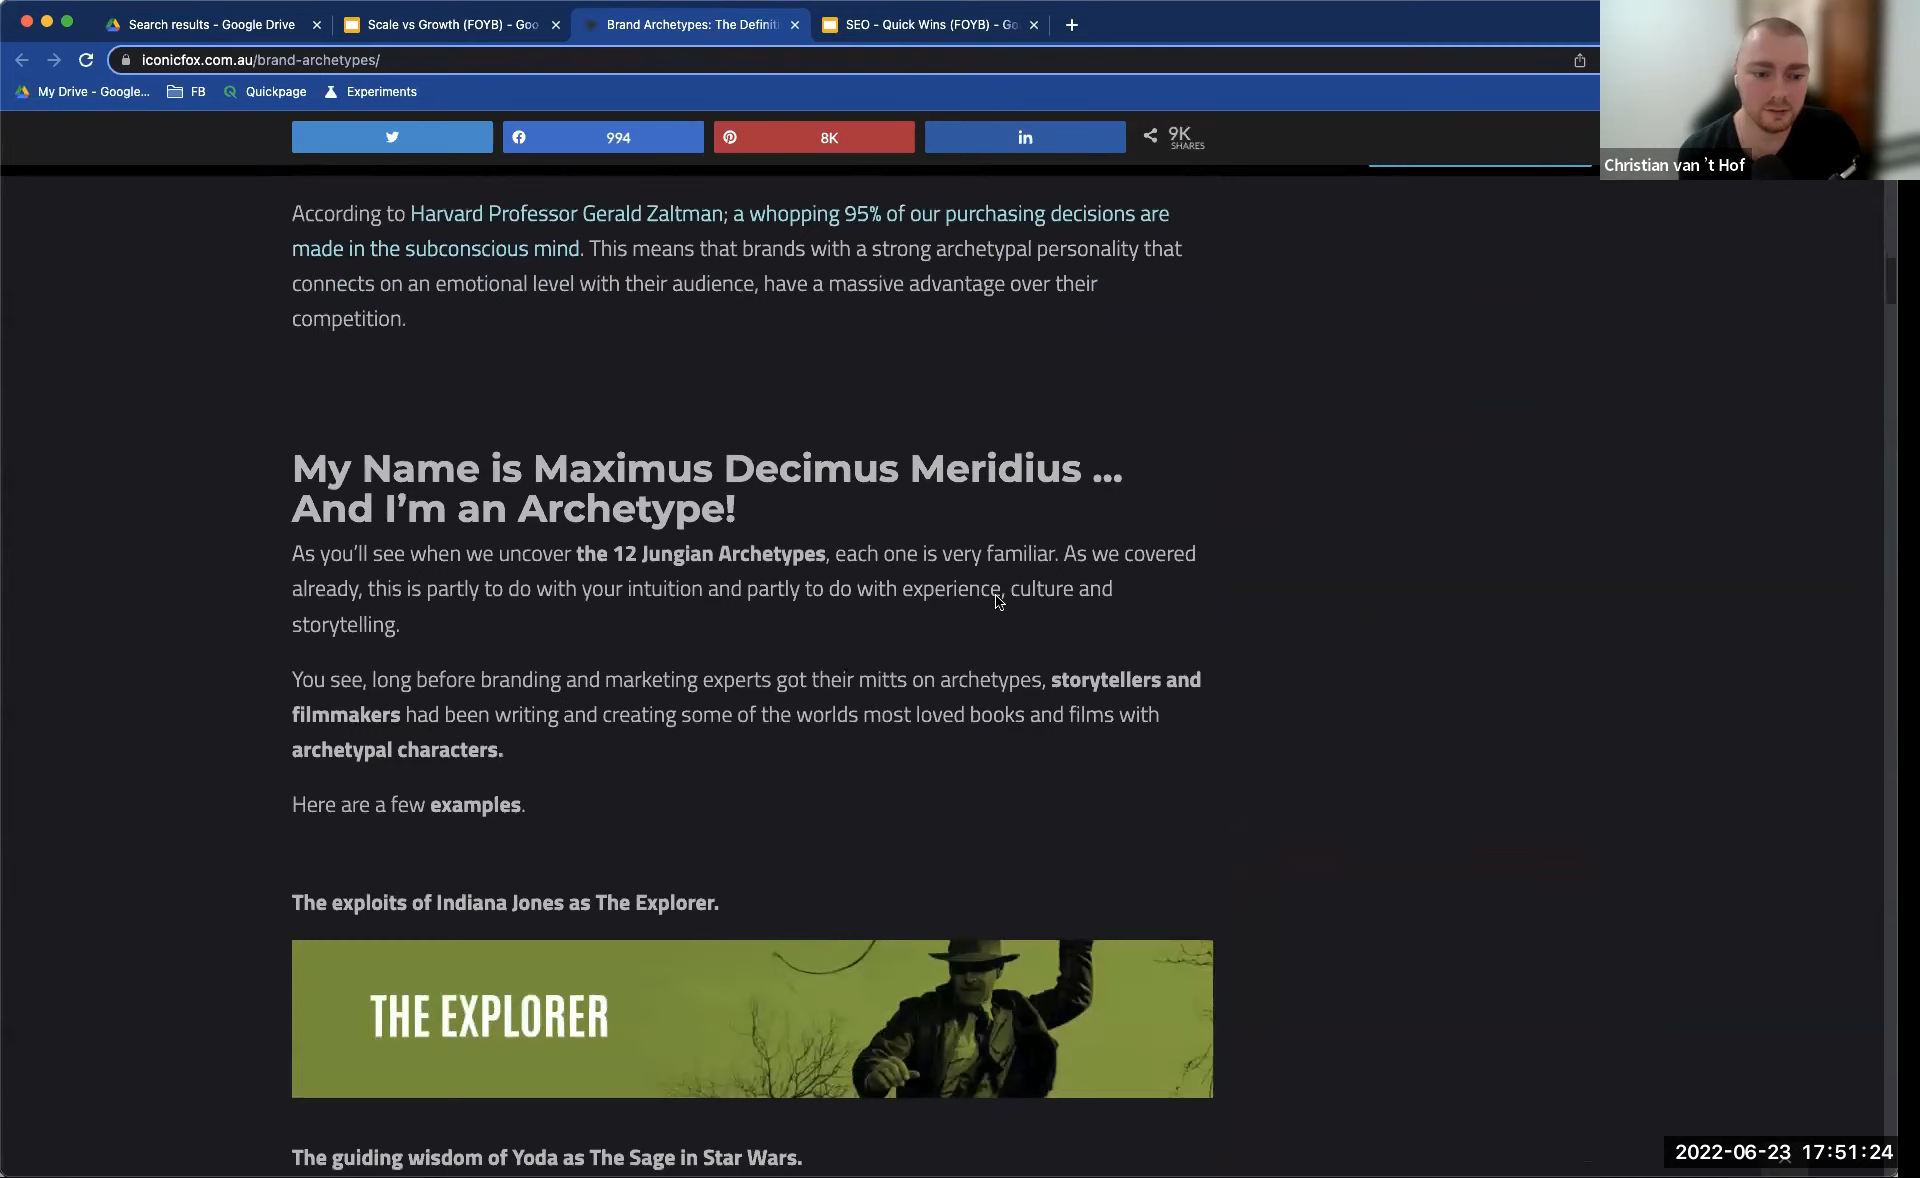 Search results - Google Drive
Scale vs Growth (FOYB) - Goo
Brand Archetypes: The Definiti
SEO - Quick Wins (FOYB) - Go
iconicfox.com.au/brand-archetypes/
My Drive - Google...
FB
Quickpage
Experiments
994
8K
9K
SHARES
Christian van 't Hof
According to Harvard Professor Gerald Zaltman; a whopping 95% of our purchasing decisions are
made in the subconscious mind. This means that brands with a strong archetypal personality that
connects on an emotional level with their audience, have a massive advantage over their
competition.
My Name is Maximus Decimus Meridius ...
And I'm an Archetype!
As you'll see when we uncover the 12 Jungian Archetypes, each one is very familiar. As we covered
already, this is partly to do with your intuition and partly to do with experience, culture and
storytelling.
You see, long before branding and marketing experts got their mitts on archetypes, storytellers and
filmmakers had been writing and creating some of the worlds most loved books and films with
archetypal characters.
Here are a few examples.
The exploits of Indiana Jones as The Explorer.
THE EXPLORER
The guiding wisdom of Yoda as The Sage in Star Wars.
2022-06-23 17:51:24